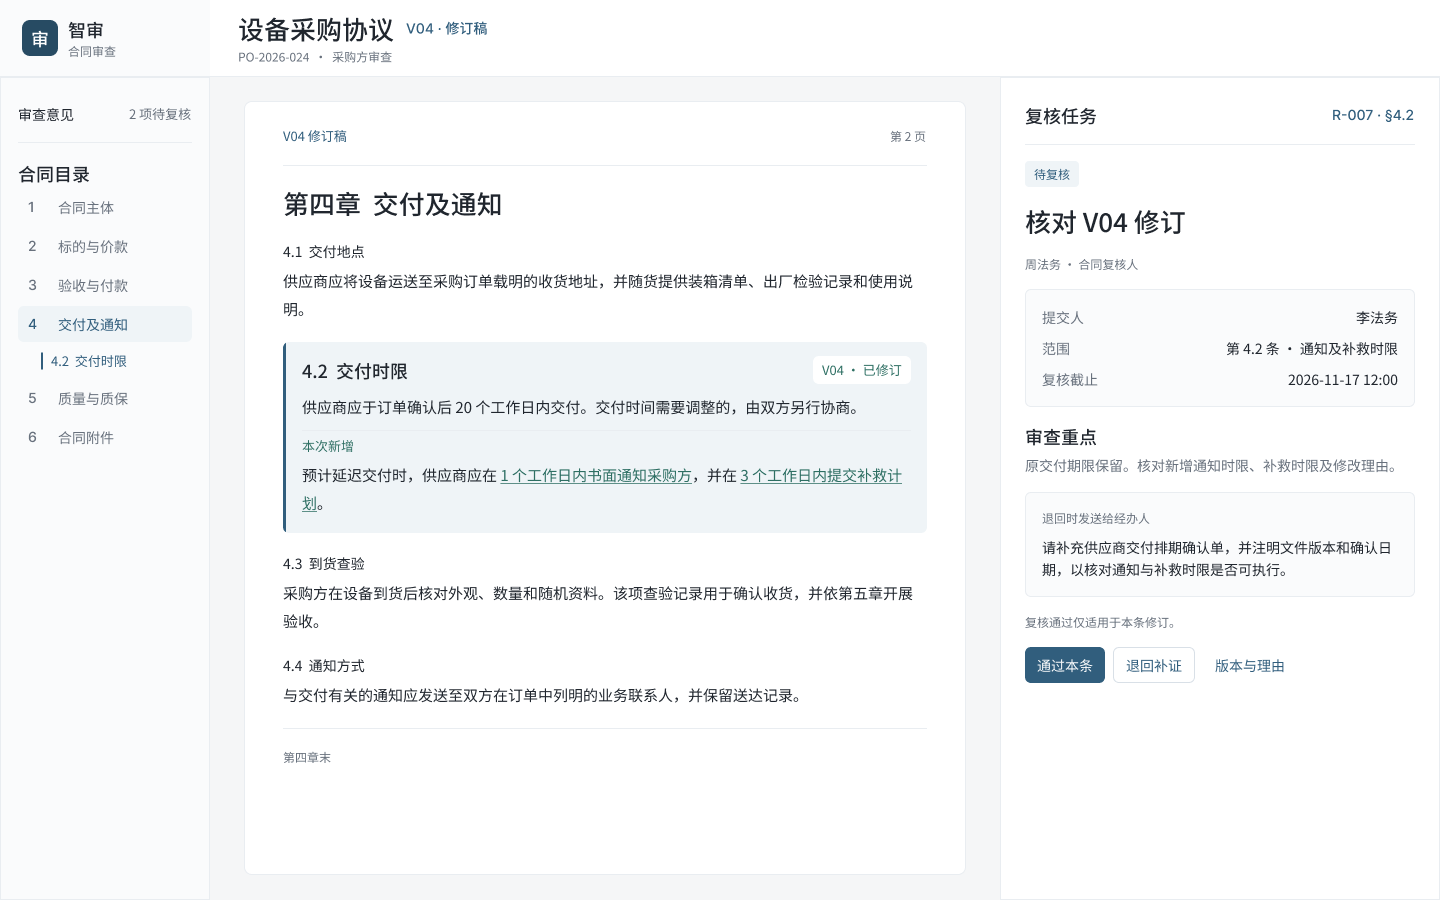 审
智审
合同审查
设备采购协议 V04 · 修订稿
PO-2026-024 • 采购方审查
审查意见 2 项待复核
合同目录
1 合同主体
2 标的与价款
3 验收与付款
4 交付及通知
4.2 交付时限
5 质量与质保
6 合同附件
V04 修订稿 第 2 页
第四章 交付及通知
4.1 交付地点
供应商应将设备运送至采购订单载明的收货地址，并随货提供装箱清单、出厂检验记录和使用说
明。
4.2 交付时限 V04 • 已修订
供应商应于订单确认后 20 个工作日内交付。交付时间需要调整的，由双方另行协商。
本次新增
预计延迟交付时，供应商应在 1 个工作日内书面通知采购方，并在 3 个工作日内提交补救计
划。
4.3 到货查验
采购方在设备到货后核对外观、数量和随机资料。该项查验记录用于确认收货，并依第五章开展
验收。
4.4 通知方式
与交付有关的通知应发送至双方在订单中列明的业务联系人，并保留送达记录。
第四章末
复核任务 R-007 · §4.2
待复核
核对 V04 修订
周法务 • 合同复核人
提交人 李法务
范围 第 4.2 条 • 通知及补救时限
复核截止 2026-11-17 12:00
审查重点
原交付期限保留。核对新增通知时限、补救时限及修改理由。
退回时发送给经办人
请补充供应商交付排期确认单，并注明文件版本和确认日
期，以核对通知与补救时限是否可执行。
复核通过仅适用于本条修订。
通过本条 退回补证 版本与理由